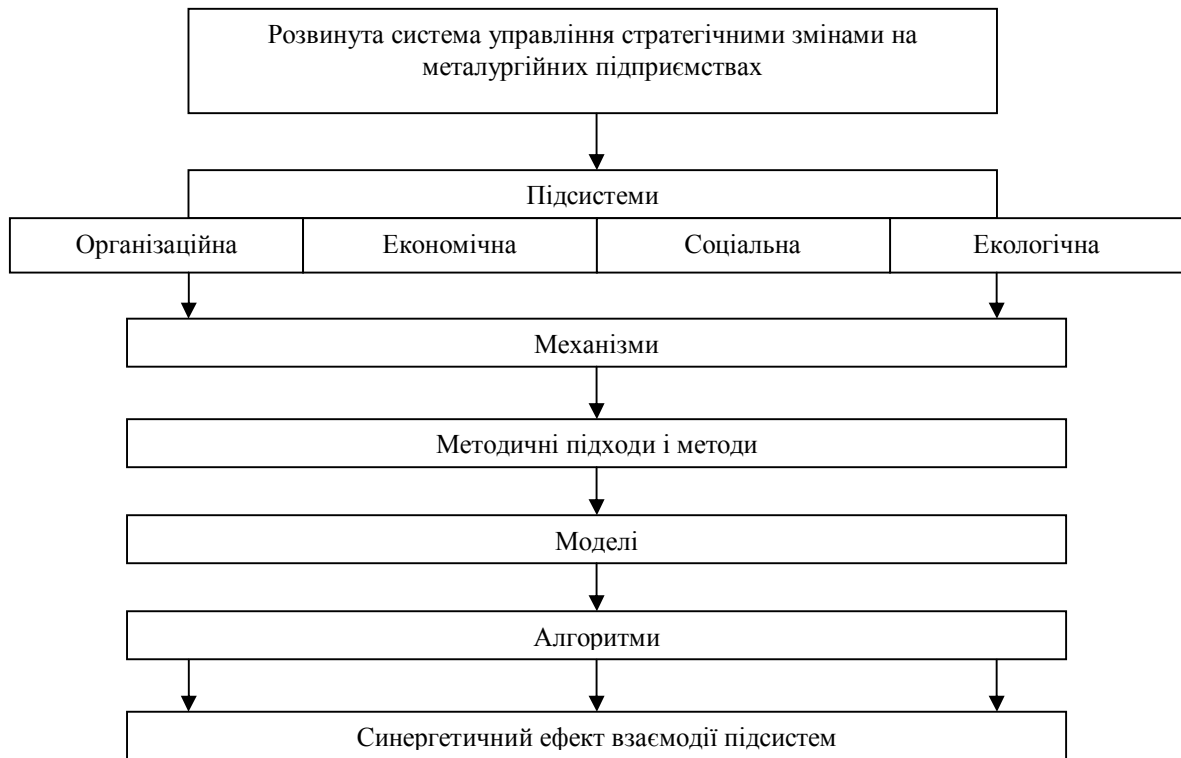 Розвинута система управління стратегічними змінами на
металургійних підприємствах
Підсистеми
Організаційна Економічна Соціальна Екологічна
Механізми
Методичні підходи і методи
Моделі
Алгоритми
Синергетичний ефект взаємодії підсистем